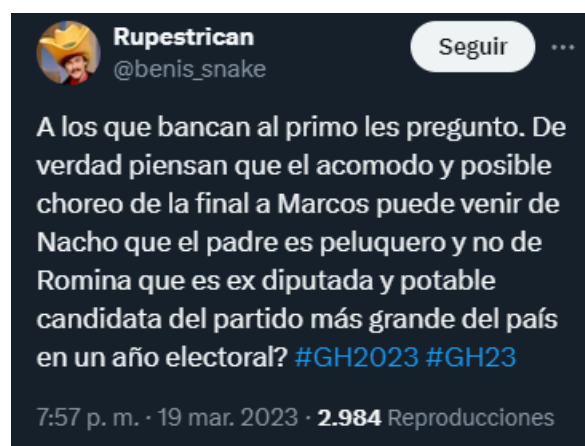 Rupestrican
@benis_snake
Seguir
A los que bancan al primo les pregunto. De
verdad piensan que el acomodo y posible
choreo de la final a Marcos puede venir de
Nacho que el padre es peluquero y no de
Romina que es ex diputada y potable
candidata del partido más grande del país
en un año electoral? #GH2023 #GH23
7:57 p. m. · 19 mar. 2023 · 2.984 Reproducciones